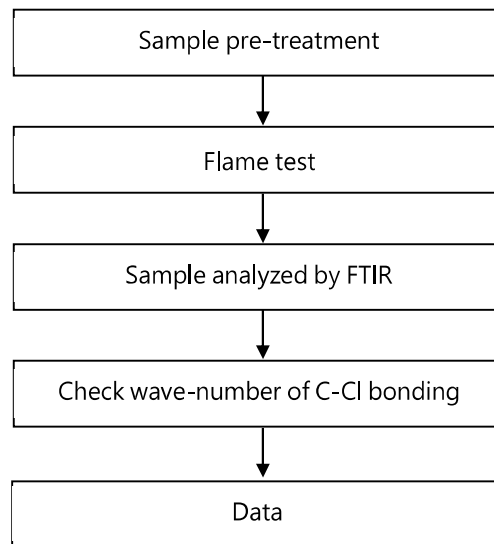 Sample pre-treatment
Flame test
Sample analyzed by FTIR
Check wave-number of C-Cl bonding
Data